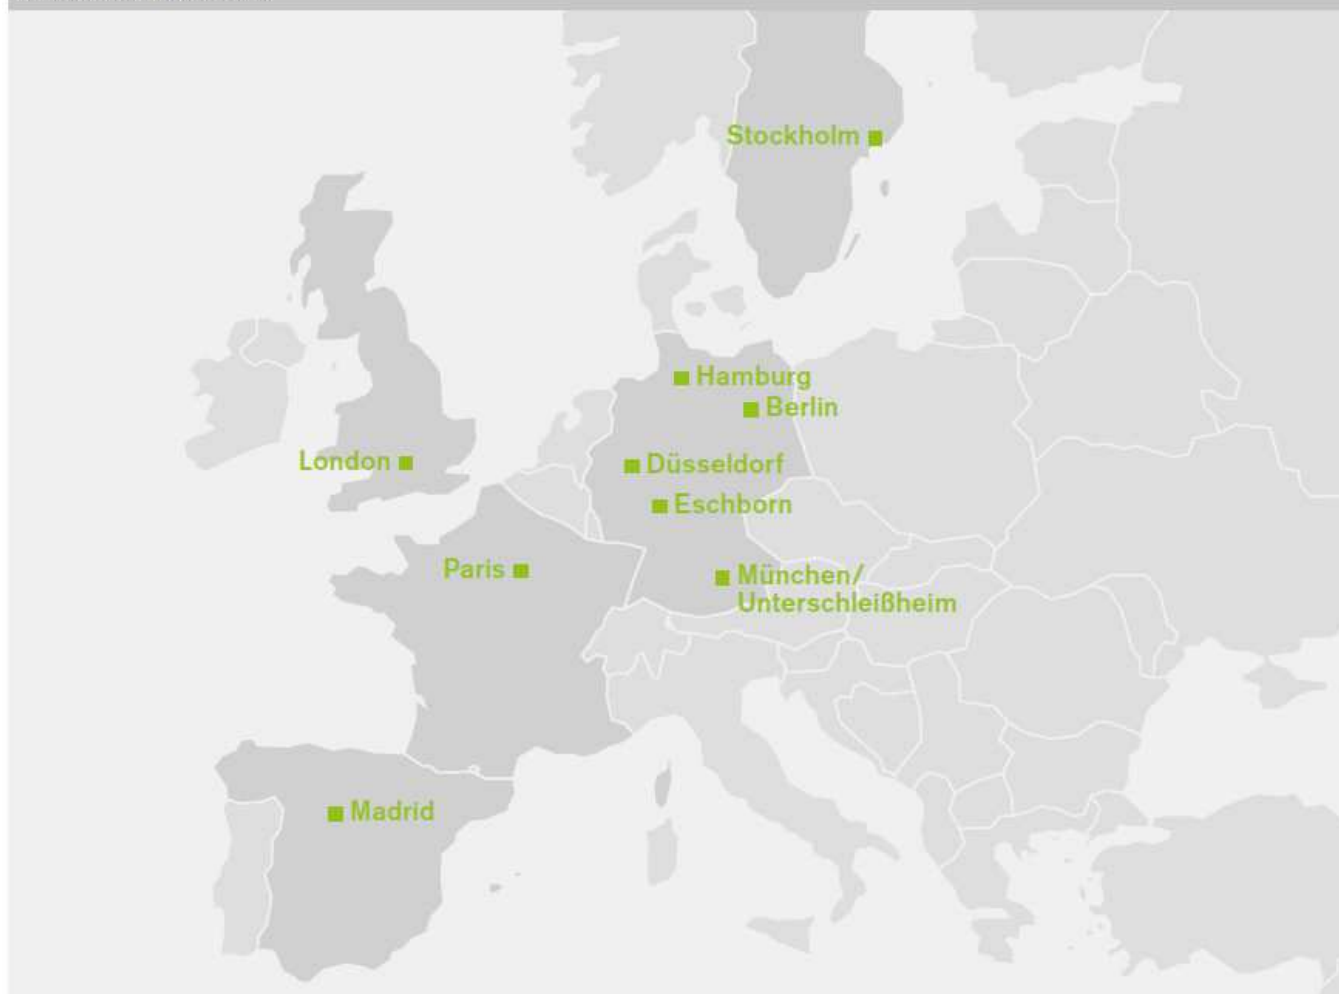 Stockholm
Hamburg
Berlin
London
Düsseldorf
Eschborn
Paris
München/
Unterschleißheim
Madrid